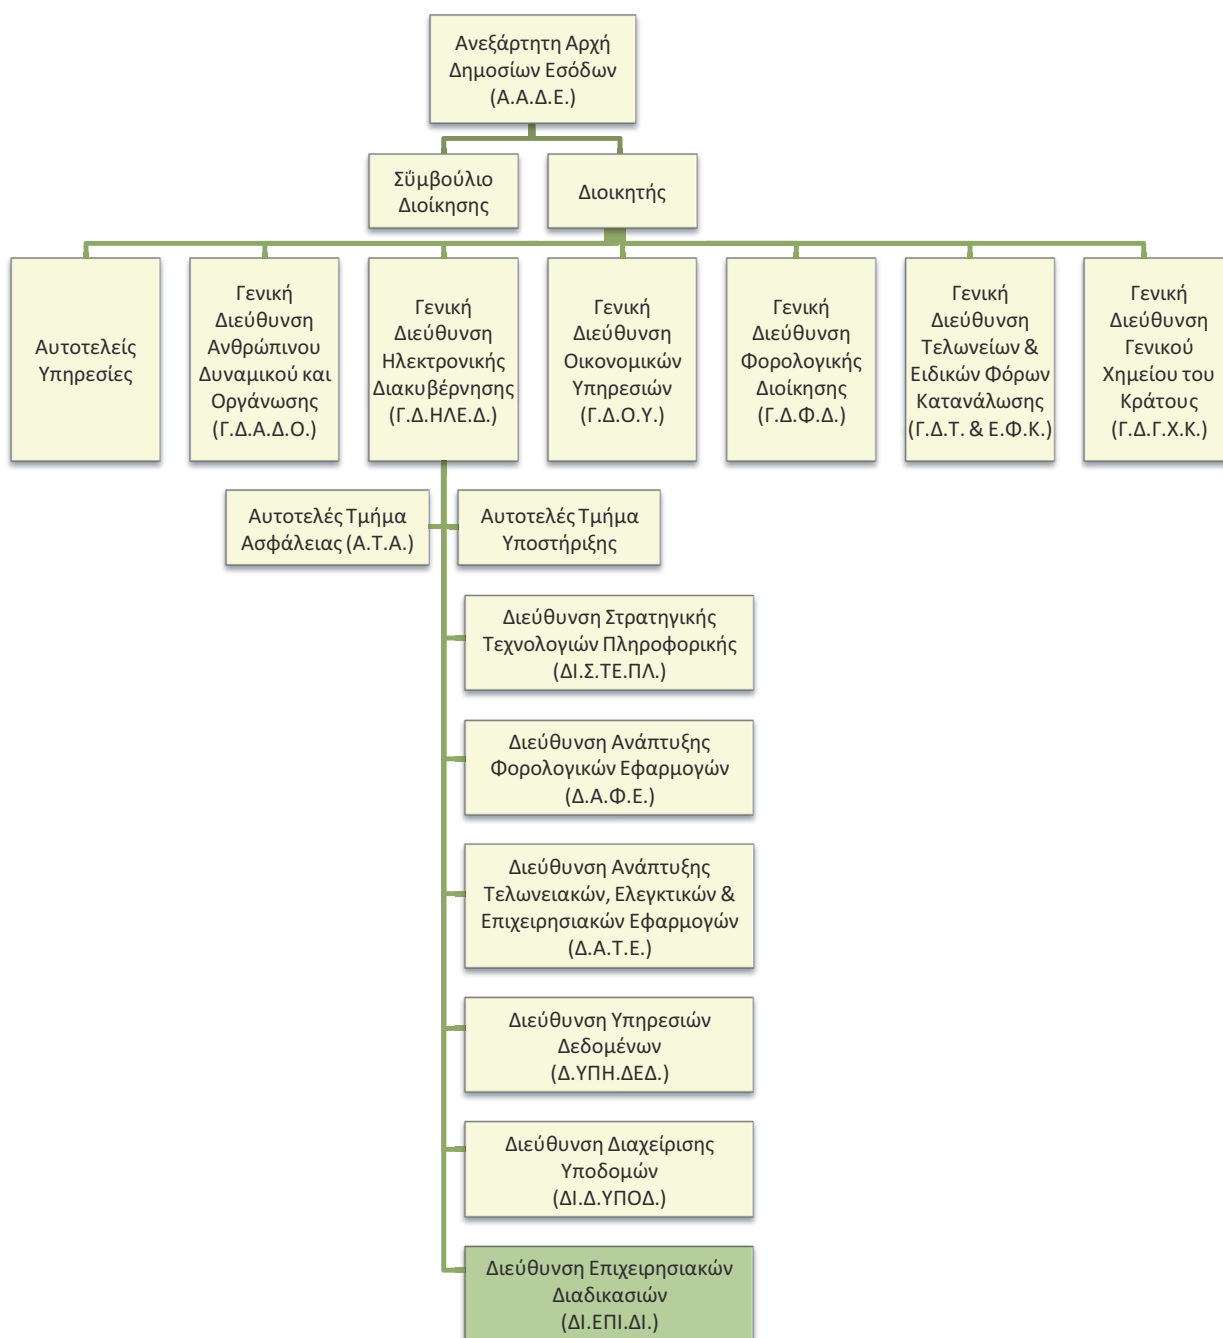 Ανεξάρτητη Αρχή
Δημοσίων Εσόδων
(Α.Α.Δ.Ε.)
Σΰμβούλιο
Διοίκησης
Διοικητής
Αυτοτελείς
Υπηρεσίες
Γενική
Διεύθυνση
Ανθρώπινου
Δυναμικού και
Οργάνωσης
(Γ.Δ.Α.Δ.Ο.)
Γενική
Διεύθυνση
Ηλεκτρονικής
Διακυβέρνησης
(Γ.Δ.ΗΛΕ.Δ.)
Γενική
Διεύθυνση
Οικονομικών
Υπηρεσιών
(Γ.Δ.Ο.Υ.)
Γενική
Διεύθυνση
Φορολογικής
Διοίκησης
(Γ.Δ.Φ.Δ.)
Γενική
Διεύθυνση
Τελωνείων &
Ειδικών Φόρων
Κατανάλωσης
(Γ.Δ.Τ. & Ε.Φ.Κ.)
Γενική
Διεύθυνση
Γενικού
Χημείου του
Κράτους
(Γ.Δ.Γ.Χ.Κ.)
Αυτοτελές Τμήμα
Ασφάλειας (Α.Τ.Α.)
Αυτοτελές Τμήμα
Υποστήριξης
Διεύθυνση Στρατηγικής
Τεχνολογιών Πληροφορικής
(ΔΙ.Σ.ΤΕ.ΠΛ.)
Διεύθυνση Ανάπτυξης
Φορολογικών Εφαρμογών
(Δ.Α.Φ.Ε.)
Διεύθυνση Ανάπτυξης
Τελωνειακών, Ελεγκτικών &
Επιχειρησιακών Εφαρμογών
(Δ.Α.Τ.Ε.)
Διεύθυνση Υπηρεσιών
Δεδομένων
(Δ.ΥΠΗ.ΔΕΔ.)
Διεύθυνση Διαχείρισης
Υποδομών
(ΔΙ.Δ.ΥΠΟΔ.)
Διεύθυνση Επιχειρησιακών
Διαδικασιών
(ΔΙ.ΕΠΙ.ΔΙ.)